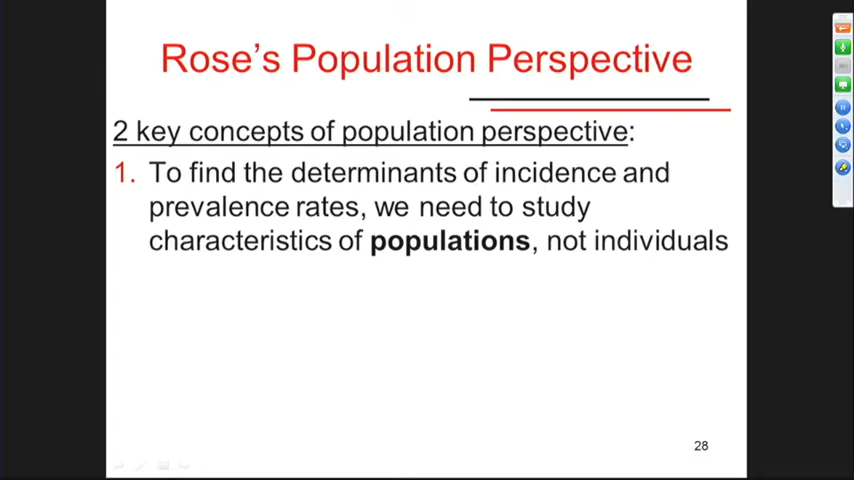 Rose's Population Perspective
2 key concepts of population perspective:
1. To find the determinants of incidence and
prevalence rates, we need to study
characteristics of populations, not individuals
28